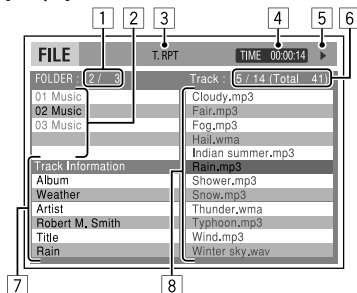 1 2 3 4 5
FILE T. RPT TIME 00:00:14
FOLDER : 2 / 3 Track : 5 / 14 (Total 41) 6
01 Music
02 Music
03 Music
Track Information
Album
Weather
Artist
Robert M. Smith
Title
Rain
Cloudy.mp3
Fair.mp3
Fog.mp3
Hail.wma
Indian summer.mp3
Rain.mp3
Shower.mp3
Snow.mp3
Thunder.wma
Typhoon.mp3
Wind.mp3
Winter sky.wav
7 8